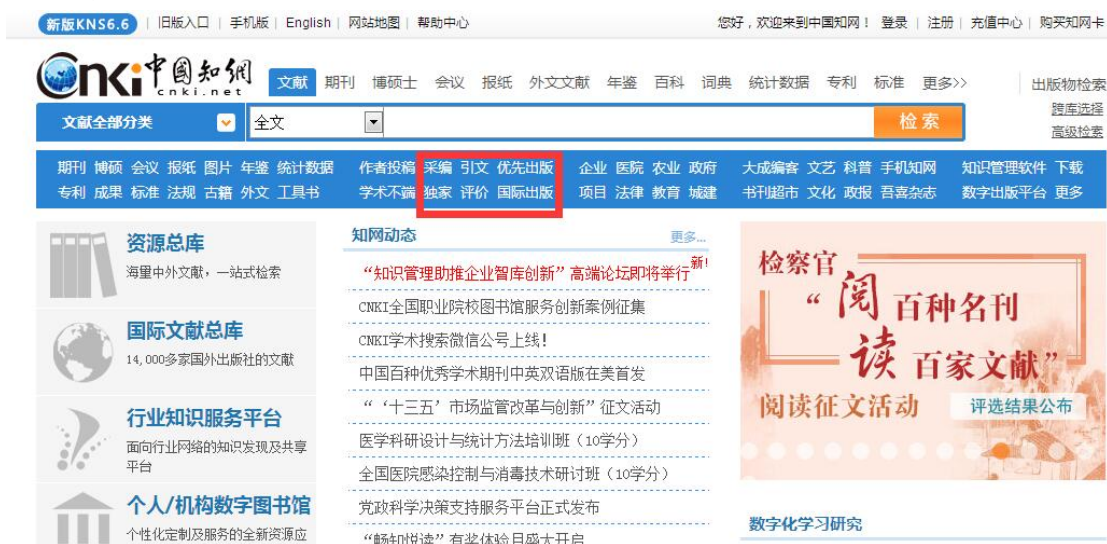 新版KNS6.6 | 旧版入口 | 手机版 | English | 网站地图 | 帮助中心 您好，欢迎来到中国知网！ 登录 | 注册 | 充值中心 | 购买知网卡
Cnki中国知网
cnki.net
文献 期刊 博硕士 会议 报纸 外文文献 年鉴 百科 词典 统计数据 专利 标准 更多>> 出版物检索
文献全部分类 全文 检索
跨库选择
高级检索
期刊 博硕 会议 报纸 图片 年鉴 统计数据 作者投稿 采编 引文 优先出版 企业 医院 农业 政府 大成编客 文艺 科普 手机知网 知识管理软件 下载
专利 成果 标准 法规 古籍 外文 工具书 学术不端 独家 评价 国际出版 项目 法律 教育 城建 书刊超市 文化 政报 吾喜杂志 数字出版平台 更多
资源总库
海里中外文献，一站式检索
国际文献总库
14,000多家国外出版社的文献
行业知识服务平台
面向行业网络的知识发现及共享
平台
个人/机构数字图书馆
个性化定制及服务的全新资源应
知网动态 更多...
“知识管理助推企业智库创新”高端论坛即将举行 新!
CNKI全国职业院校图书馆服务创新案例征集
CNKI学术搜索微信公号上线!
中国百种优秀学术期刊中英双语版在美首发
“‘十三五’市场监管改革与创新”征文活动
医学科研设计与统计方法培训班（10学分）
全国医院感染控制与消毒技术研讨班（10学分）
党政科学决策支持服务平台正式发布
“畅知悦读”有奖体验月盛大开启
检察官
“阅百种名刊
读百家文献”
阅读征文活动 评选结果公布
数字化学习研究